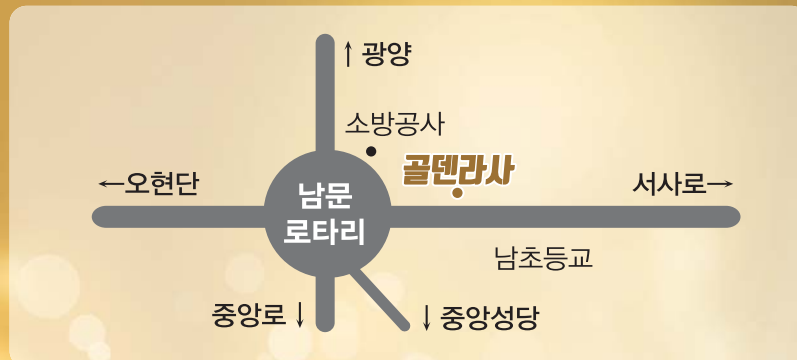 ↑ 광양
소방공사
골덴라사
←오현단
서사로→
남문
로타리
남초등교
중앙로 ↓
↓ 중앙성당